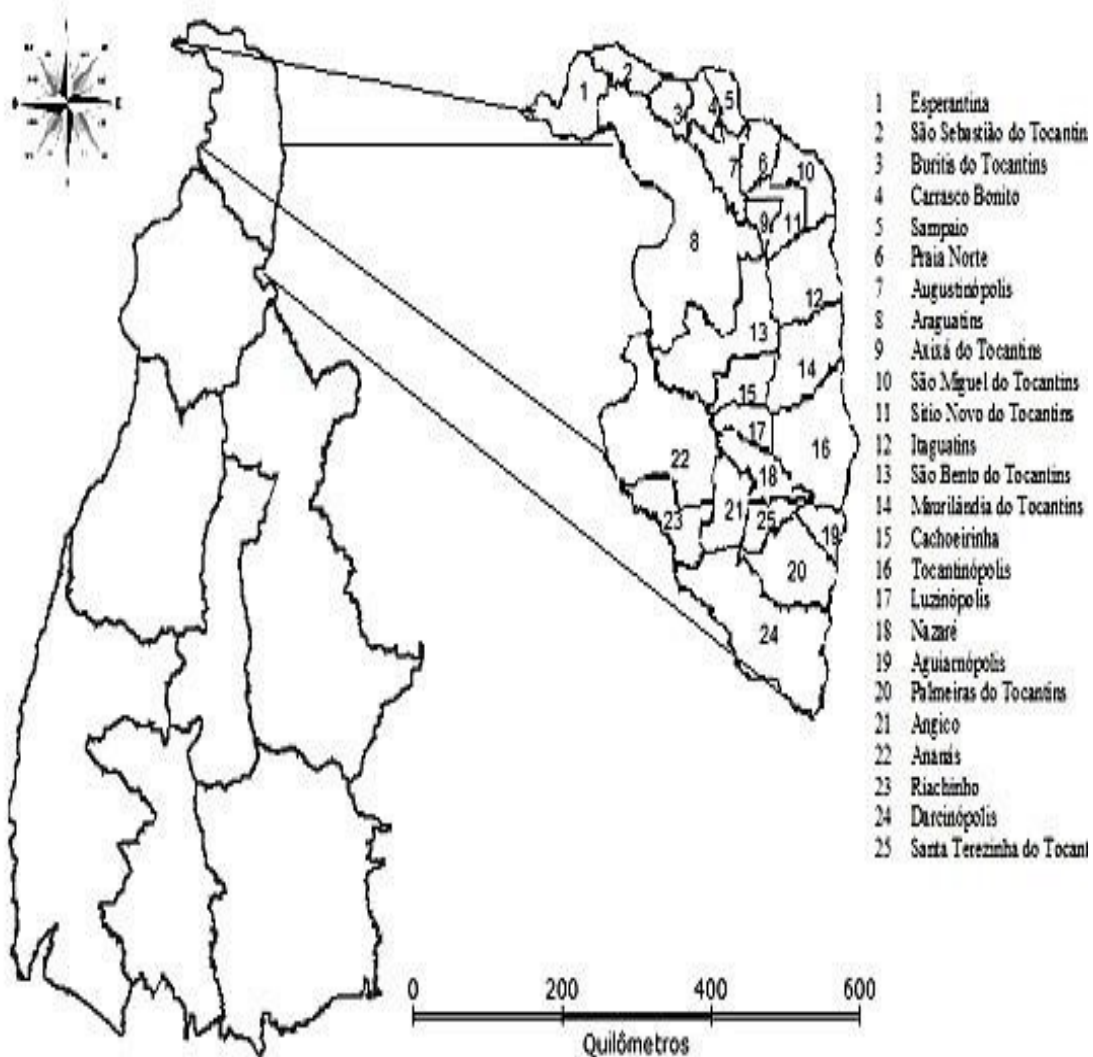 1 Esperantina
2 São Sebastião do Tocantin
3 Buritis do Tocantins
4 Carrasco Bonito
5 Sampaio
6 Praia Norte
7 Augustinópolis
8 Araguatins
9 Axixá do Tocantins
10 São Miguel do Tocantins
11 Sitio Novo do Tocantins
12 Itaguatins
13 São Bento do Tocantins
14 Maurilândia do Tocantins
15 Cachoeirinha
16 Tocantinópolis
17 Luzinópolis
18 Nazaré
19 Aguiarnópolis
20 Palmeiras do Tocantins
21 Angico
22 Ananás
23 Riachinho
24 Darcinópolis
25 Santa Terezinha do Tocant
1
2
3
4
5
6
7
8
9
10
11
12
13
14
15
16
17
18
19
20
21
22
23
24
25
0 200 400 600
Quilômetros